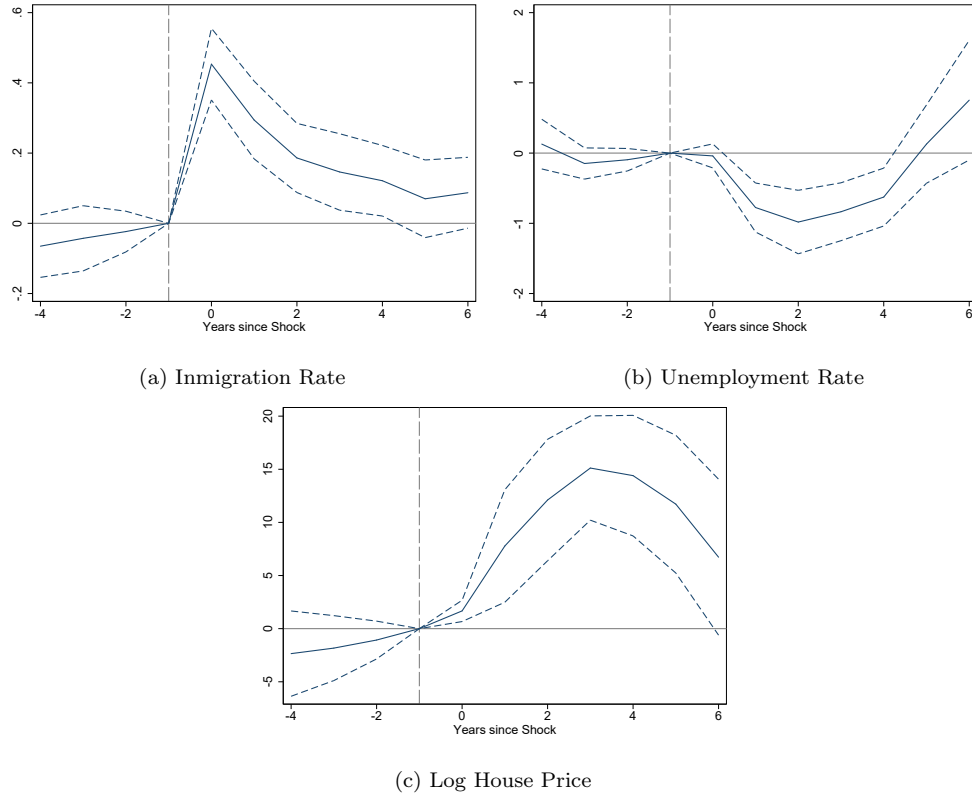 .6
.4
.2
0
-.2
-4 -2 0 2 4 6
Years since Shock
(a) Inmigration Rate
2
1
0
-1
-2
-4 -2 0 2 4 6
Years since Shock
(b) Unemployment Rate
20
15
10
5
0
-5
-4 -2 0 2 4 6
Years since Shock
(c) Log House Price